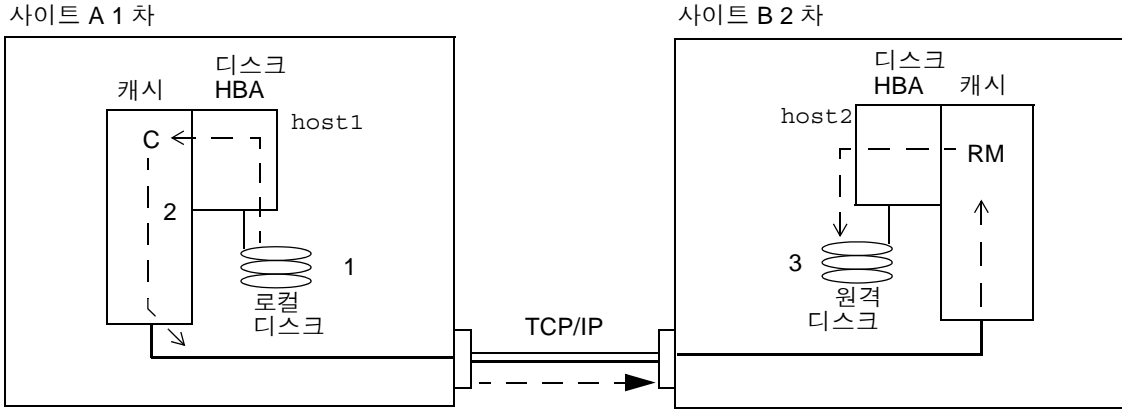 사이트 A 1 차
사이트 B 2 차
디스크
HBA
캐시
host1
C
2
1
로컬
디스크
TCP/IP
디스크
HBA
캐시
host2
RM
3
원격
디스크